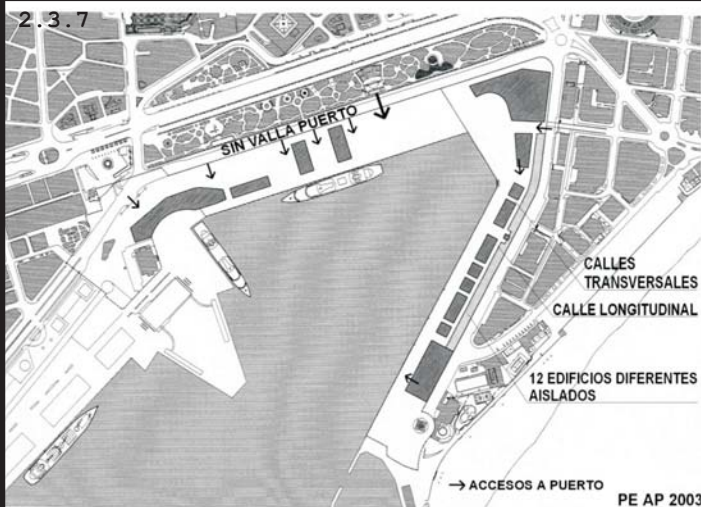 2.3.7
SIN VALLA PUERTO
CALLES
TRANSVERSALES
CALLE LONGITUDINAL
12 EDIFICIOS DIFERENTES
AISLADOS
ACCESOS A PUERTO
PE AP 2003